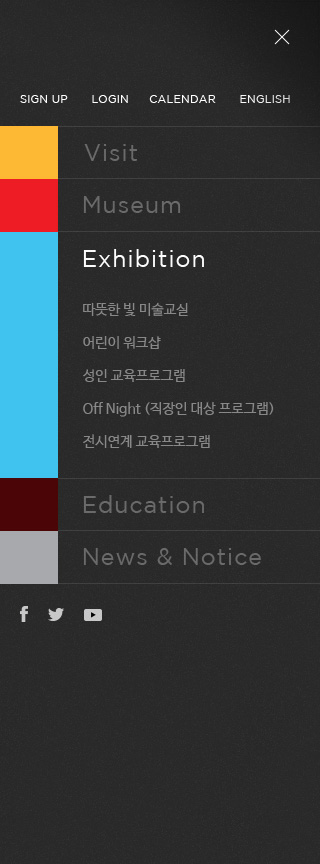 SIGN UP LOGIN CALENDAR ENGLISH
Visit
Museum
Exhibition
따뜻한 빛 미술교실
어린이 워크샵
성인 교육프로그램
Off Night (직장인 대상 프로그램)
전시연계 교육프로그램
Education
News & Notice